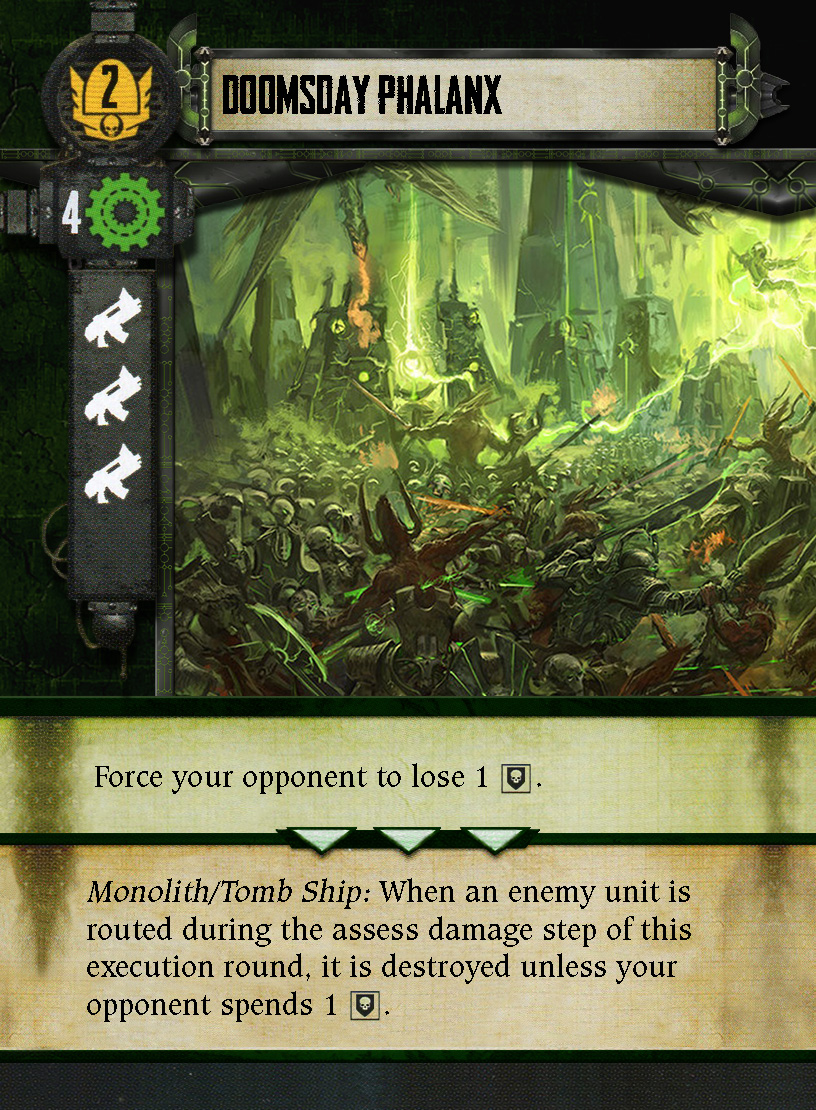 2
DOOMSDAY PHALANX
4
Force your opponent to lose 1 .
Monolith/Tomb Ship: When an enemy unit is
routed during the assess damage step of this
execution round, it is destroyed unless your
opponent spends 1 .